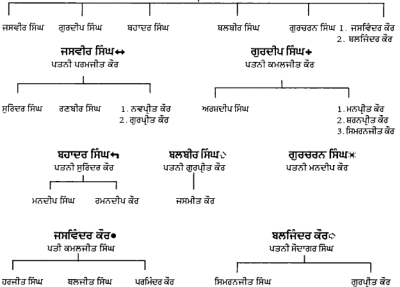 ਜਸਵੀਰ ਸਿੰਘ ਗੁਰਦੀਪ ਸਿੰਘ ਬਹਾਦਰ ਸਿੰਘ ਬਲਬੀਰ ਸਿੰਘ ਗੁਰਚਰਨ ਸਿੰਘ 1. ਜਸਵਿੰਦਰ ਕੌਰ
2. ਬਲਜਿੰਦਰ ਕੌਰ
ਜਸਵੀਰ ਸਿੰਘ↔ ਗੁਰਦੀਪ ਸਿੰਘ+
ਪਤਨੀ ਪਰਮਜੀਤ ਕੌਰ ਪਤਨੀ ਕਮਲਜੀਤ ਕੌਰ
ਸੁਰਿੰਦਰ ਸਿੰਘ ਰਣਬੀਰ ਸਿੰਘ 1. ਨਵਪ੍ਰੀਤ ਕੌਰ ਅਰਸ਼ਦੀਪ ਸਿੰਘ 1.ਮਨਪ੍ਰੀਤ ਕੌਰ
2. ਗੁਰਪ੍ਰੀਤ ਕੌਰ 2. ਸ਼ਰਨਪ੍ਰੀਤ ਕੌਰ
3.ਸਿਮਰਨਜੀਤ ਕੌਰ
ਬਹਾਦਰ ਸਿੰਘ ਬਲਬੀਰ ਸਿੰਘ ਗੁਰਚਰਨ ਸਿੰਘ
ਪਤਨੀ ਸੁਰਿੰਦਰ ਕੌਰ ਪਤਨੀ ਗੁਰਪ੍ਰੀਤ ਕੌਰ ਪਤਨੀ ਮਨਦੀਪ ਕੌਰ
ਮਨਦੀਪ ਸਿੰਘ ਰਮਨਦੀਪ ਕੌਰ ਜਸਮੀਤ ਕੌਰ
ਜਸਵਿੰਦਰ ਕੌਰ● ਬਲਜਿੰਦਰ ਕੌਰ
ਪਤੀ ਕਮਲਜੀਤ ਸਿੰਘ ਪਤਨੀ ਸੌਦਾਗਰ ਸਿੰਘ
ਹਰਜੀਤ ਸਿੰਘ ਬਲਜੀਤ ਸਿੰਘ ਪਰਮਿੰਦਰ ਕੌਰ ਸਿਮਰਨਜੀਤ ਸਿੰਘ ਗੁਰਪ੍ਰੀਤ ਕੌਰ